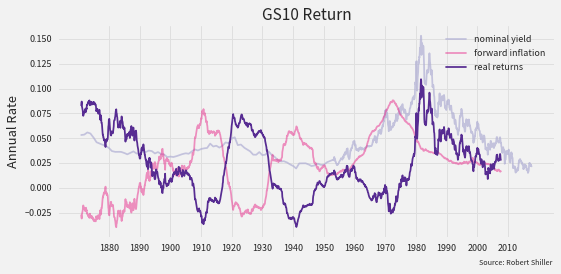 GS10 Return
nominal yield
forward inflation
real returns
Annual Rate
0.150
0.125
0.100
0.075
0.050
0.025
0.000
−0.025
1880 1890 1900 1910 1920 1930 1940 1950 1960 1970 1980 1990 2000 2010
Source: Robert Shiller